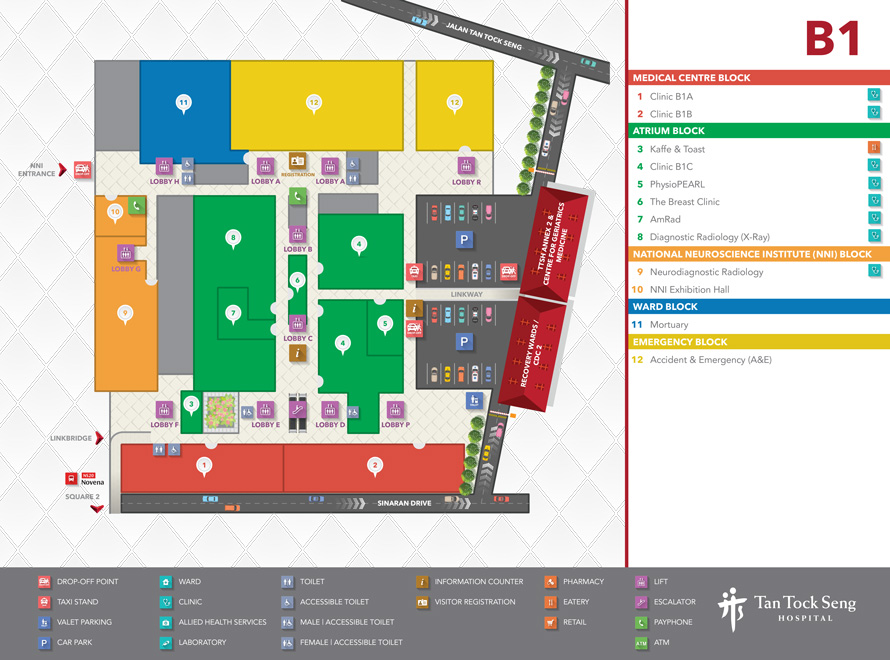 B1
JALAN TAN TOCK SENG
MEDICAL CENTRE BLOCK
1 Clinic B1A
2 Clinic B1B
ATRIUM BLOCK
3 Kaffe & Toast
4 Clinic B1C
5 PhysioPEARL
6 The Breast Clinic
7 AmRad
8 Diagnostic Radiology (X-Ray)
NATIONAL NEUROSCIENCE INSTITUTE (NNI) BLOCK
9 Neurodiagnostic Radiology
10 NNI Exhibition Hall
WARD BLOCK
11 Mortuary
EMERGENCY BLOCK
12 Accident & Emergency (A&E)
11
12
12
NNI
ENTRANCE
REGISTRATION
LOBBY H
LOBBY A
LOBBY A
LOBBY R
10
8
LOBBY B
4
P
TTSH ANNEX 2 &
CENTRE FOR GERIATRICS
MEDICINE
LOBBY G
6
LINKWAY
9
7
LOBBY C
i
5
4
i
P
RECOVERY WARDS /
CDC 2
3
LOBBY F
LOBBY E
LOBBY D
LOBBY P
LINKBRIDGE
1
2
NS20
Novena
SQUARE 2
SINARAN DRIVE
DROP-OFF POINT
TAXI STAND
VALET PARKING
P CAR PARK
WARD
CLINIC
ALLIED HEALTH SERVICES
LABORATORY
TOILET
ACCESSIBLE TOILET
MALE | ACCESSIBLE TOILET
FEMALE | ACCESSIBLE TOILET
i INFORMATION COUNTER
VISITOR REGISTRATION
PHARMACY
EATERY
RETAIL
LIFT
ESCALATOR
PAYPHONE
ATM ATM
Tan Tock Seng
HOSPITAL